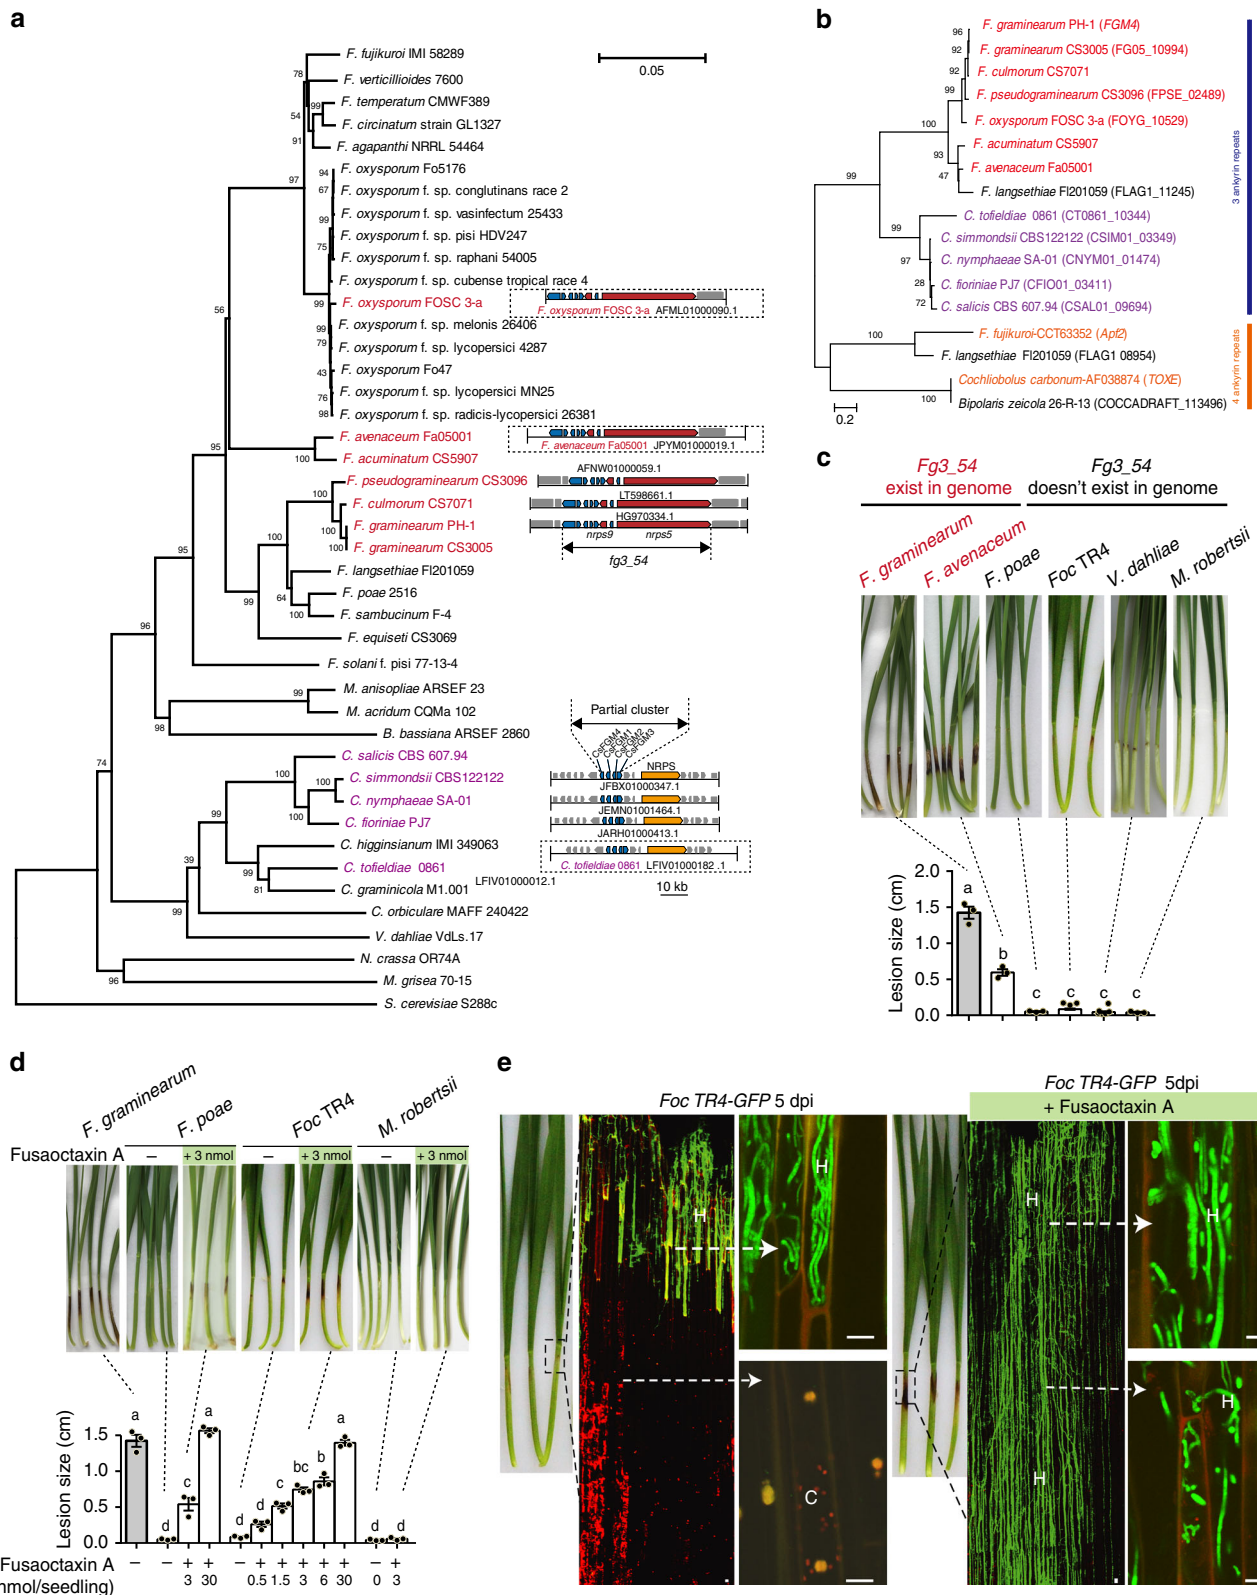 a
F. fujikuroi IMI 58289
F. verticillioides 7600
F. temperatum CMWF389
F. circinatum strain GL1327
F. agapanthi NRRL 54464
F. oxysporum Fo5176
F. oxysporum f. sp. conglutinans race 2
F. oxysporum f. sp. vasinfectum 25433
F. oxysporum f. sp. pisi HDV247
F. oxysporum f. sp. raphani 54005
F. oxysporum f. sp. cubense tropical race 4
F. oxysporum FOSC 3-a
F. oxysporum f. sp. melonis 26406
F. oxysporum f. sp. lycopersici 4287
F. oxysporum Fo47
F. oxysporum f. sp. lycopersici MN25
F. oxysporum f. sp. radicis-lycopersici 26381
F. avenaceum Fa05001
F. acuminatum CS5907
F. pseudograminearum CS3096
F. culmorum CS7071
F. graminearum PH-1
F. graminearum CS3005
F. langsethiae Fl201059
F. poae 2516
F. sambucinum F-4
F. equiseti CS3069
F. solani f. pisi 77-13-4
M. anisopliae ARSEF 23
M. acridum CQMa 102
B. bassiana ARSEF 2860
C. salicis CBS 607.94
C. simmondsii CBS122122
C. nymphaeae SA-01
C. fioriniae PJ7
C. higginsianum IMI 349063
C. tofieldiae 0861
C. graminicola M1.001
LFIV01000012.1
C. orbiculare MAFF 240422
V. dahliae VdLs.17
N. crassa OR74A
M. grisea 70-15
S. cerevisiae S288c
78
99
54
91
97
94
67
99
75
99
99
79
43
76
98
56
100
95
100
100
100
95
64
100
99
96
99
98
74
100
100
100
99
39
99
81
99
96
0.05
F. oxysporum FOSC 3-a AFML01000090.1
F. avenaceum Fa05001 JPYM01000019.1
AFNW01000059.1
LT598661.1
HG970334.1
nrps9 nrps5
fg3_54
Partial cluster
CsFGM4
CsFGM1
CsFGM2
CsFGM3
NRPS
JFBX01000347.1
JEMN01001464.1
JARH01000413.1
C. tofieldiae 0861 LFIV01000182 .1
10 kb
b
F. graminearum PH-1 (FGM4)
F. graminearum CS3005 (FG05_10994)
F. culmorum CS7071
F. pseudograminearum CS3096 (FPSE_02489)
F. oxysporum FOSC 3-a (FOYG_10529)
F. acuminatum CS5907
F. avenaceum Fa05001
F. langsethiae Fl201059 (FLAG1_11245)
C. tofieldiae 0861 (CT0861_10344)
C. simmondsii CBS122122 (CSIM01_03349)
C. nymphaeae SA-01 (CNYM01_01474)
C. fioriniae PJ7 (CFIO01_03411)
C. salicis CBS 607.94 (CSAL01_09694)
F. fujikuroi-CCT63352 (Apf2)
F. langsethiae Fl201059 (FLAG1 08954)
Cochliobolus carbonum-AF038874 (TOXE)
Bipolaris zeicola 26-R-13 (COCCADRAFT_113496)
96
92
92
99
100
93
47
99
99
97
28
72
100
100
0.2
3 ankyrin repeats
4 ankyrin repeats
c
Fg3_54
exist in genome
Fg3_54
doesn't exist in genome
F. graminearum
F. avenaceum
F. poae
Foc TR4
V. dahliae
M. robertsii
Lesion size (cm)
2.0
1.5
1.0
0.5
0.0
a
b
c
c
c
c
d
F. graminearum
F. poae
Foc TR4
M. robertsii
Fusaoctaxin A
– + 3 nmol – + 3 nmol – + 3 nmol
Lesion size (cm)
1.5
1.0
0.5
0.0
a
d
c
a
d
d
c
bc
b
a
d
d
Fusaoctaxin A – – + + – + + + + + – +
nmol/seedling) 3 30 0.5 1.5 3 6 30 0 3
e
Foc TR4-GFP 5 dpi
H
H
C
Foc TR4-GFP 5dpi
+ Fusaoctaxin A
H
H
H
H